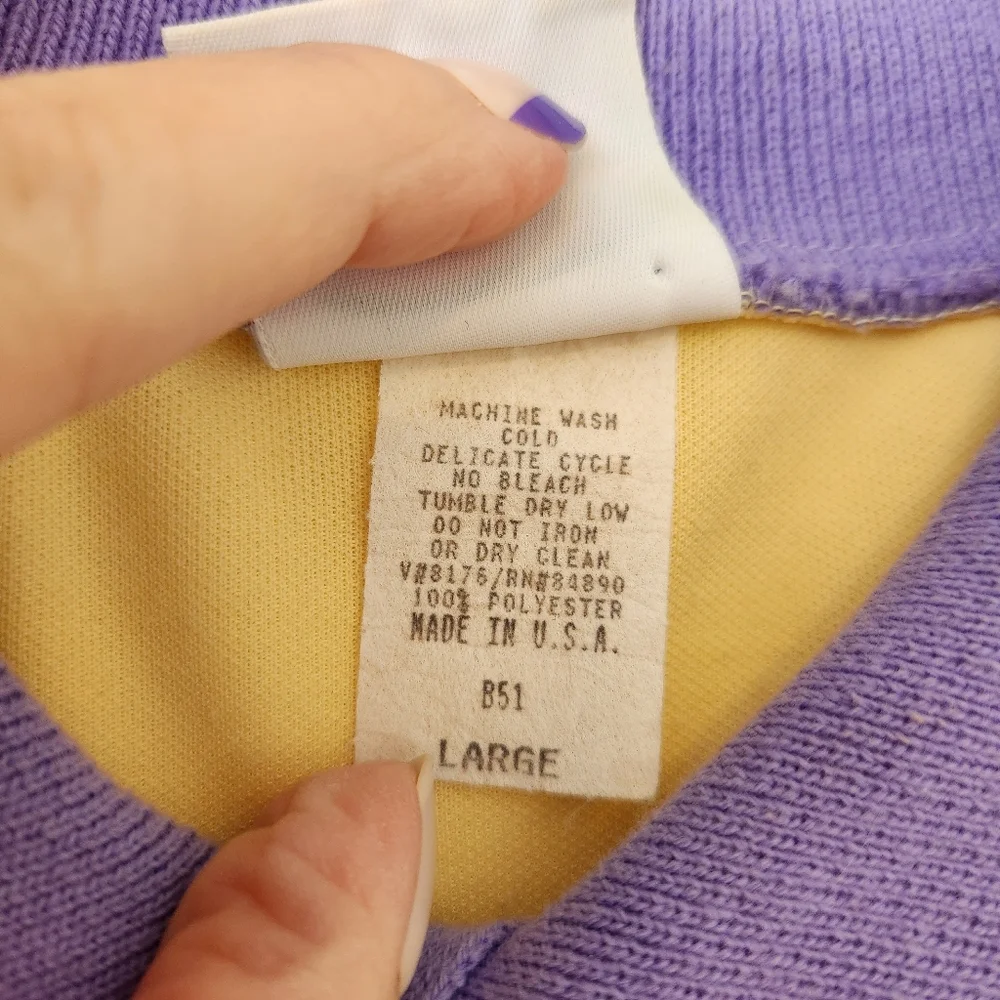 MACHINE WASH
COLD
DELICATE CYCLE
NO BLEACH
TUMBLE DRY LOW
DO NOT IRON
OR DRY CLEAN
V#8176/RN#84890
100% POLYESTER
MADE IN U.S.A.
B51
LARGE